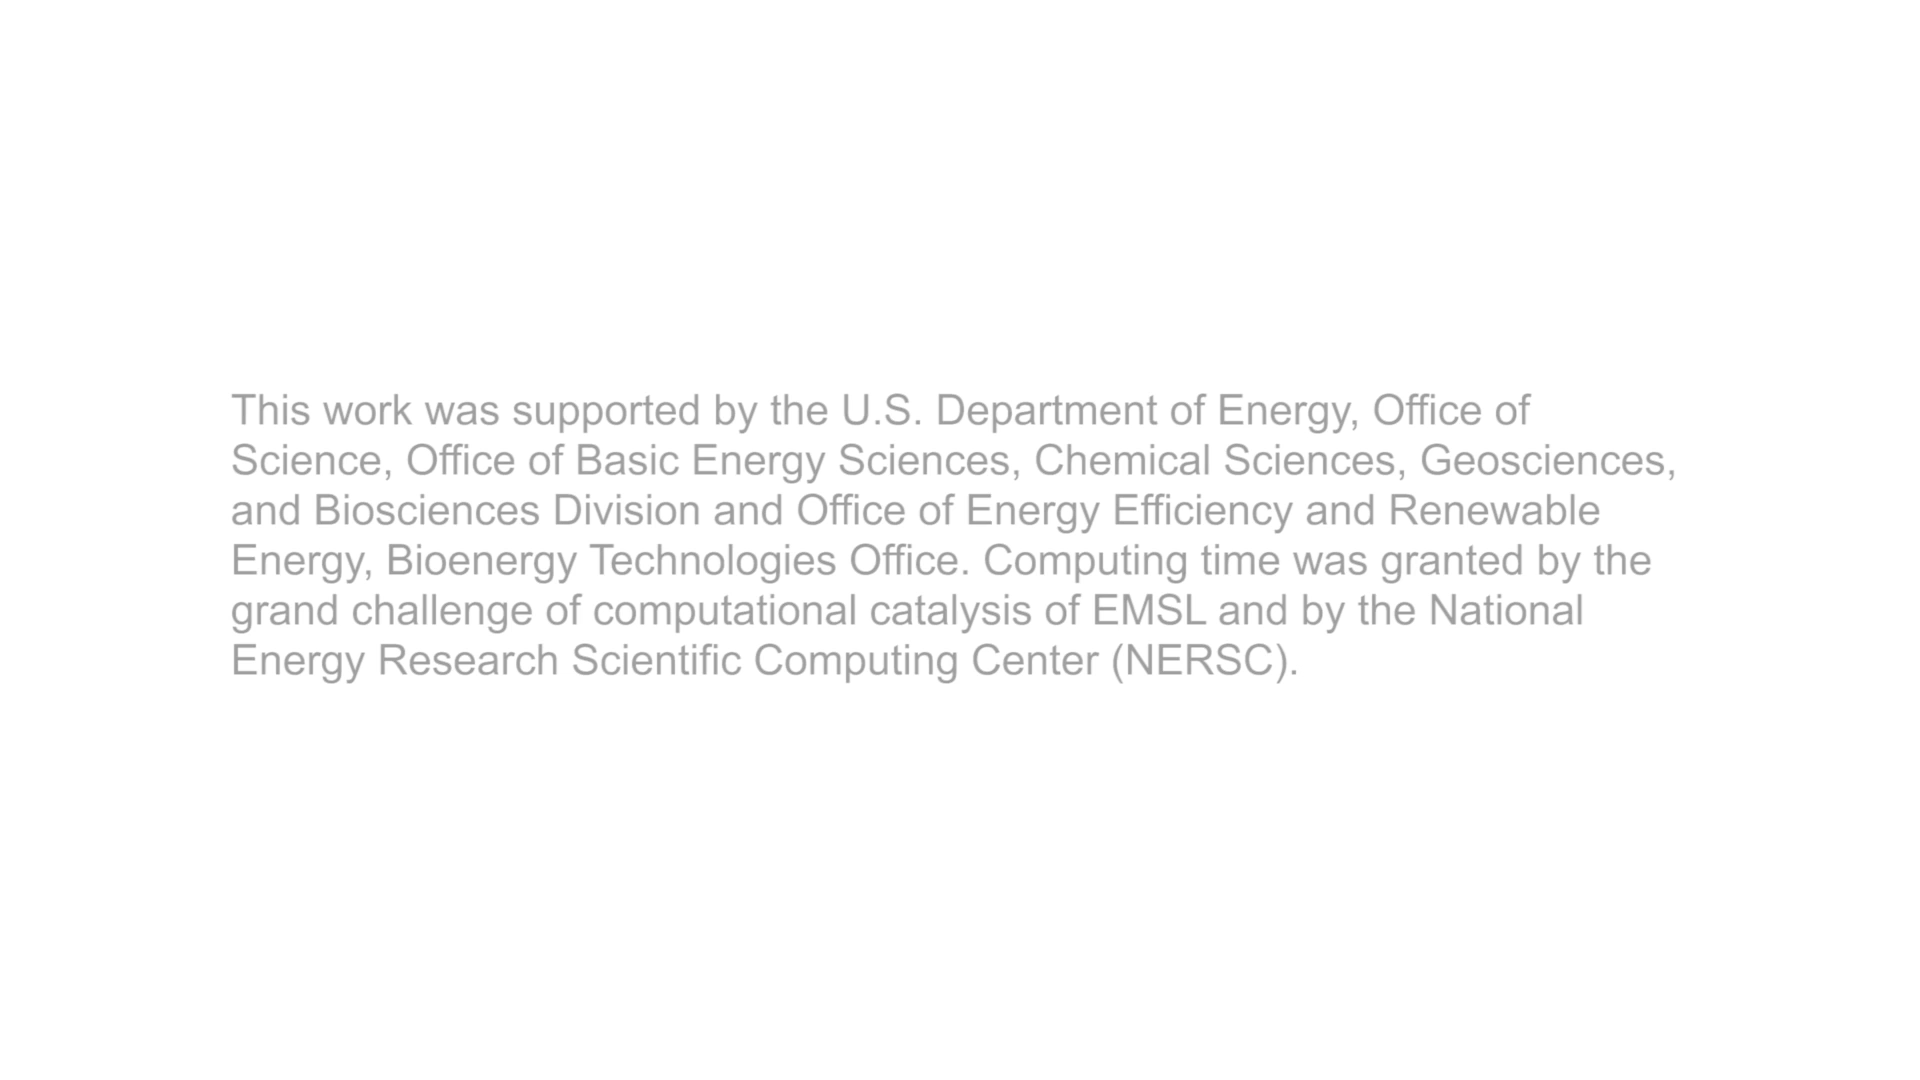 This work was supported by the U.S. Department of Energy, Office of
Science, Office of Basic Energy Sciences, Chemical Sciences, Geosciences,
and Biosciences Division and Office of Energy Efficiency and Renewable
Energy, Bioenergy Technologies Office. Computing time was granted by the
grand challenge of computational catalysis of EMSL and by the National
Energy Research Scientific Computing Center (NERSC).